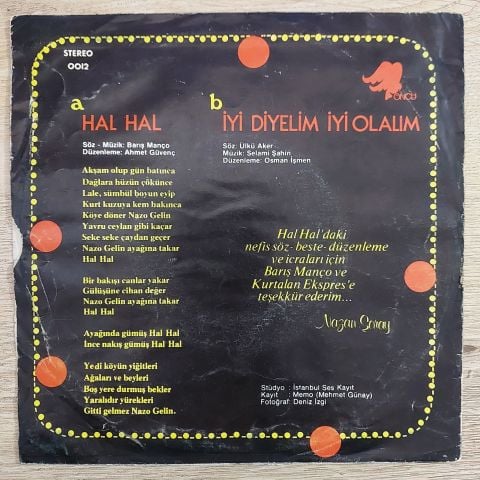 STEREO
0012
ÖNCÜ
a
HAL HAL
Söz - Müzik: Barış Manço
Düzenleme: Ahmet Güvenç
Akşam olup gün batınca
Dağlara hüzün çökünce
Lale, sümbül boyun eyip
Kurt kuzuya kem bakınca
Köye döner Nazo Gelin
Yavru ceylan gibi kaçar
Seke seke çaydan geçer
Nazo Gelin ayağına takar
Hal Hal
Bir bakışı canlar yakar
Gülüşüne cihan değer
Nazo Gelin ayağına takar
Hal Hal
Ayağında gümüş Hal Hal
İnce nakış gümüş Hal Hal
Yedi köyün yiğitleri
Ağaları ve beyleri
Boş yere durmuş bekler
Yaralıdır yürekleri
Gitti gelmez Nazo Gelin.
b
İYİ DİYELİM İYİ OLALIM
Söz: Ülkü Aker
Müzik: Selami Şahin
Düzenleme: Osman İşmen
Hal Hal'daki
nefis söz-beste-düzenleme
ve icraları için
Barış Manço ve
Kurtalan Ekspres'e
teşekkür ederim...
Nazan Şoray
Stüdyo : İstanbul Ses Kayıt
Kayıt : Memo (Mehmet Günay)
Fotoğraf: Deniz İzgi